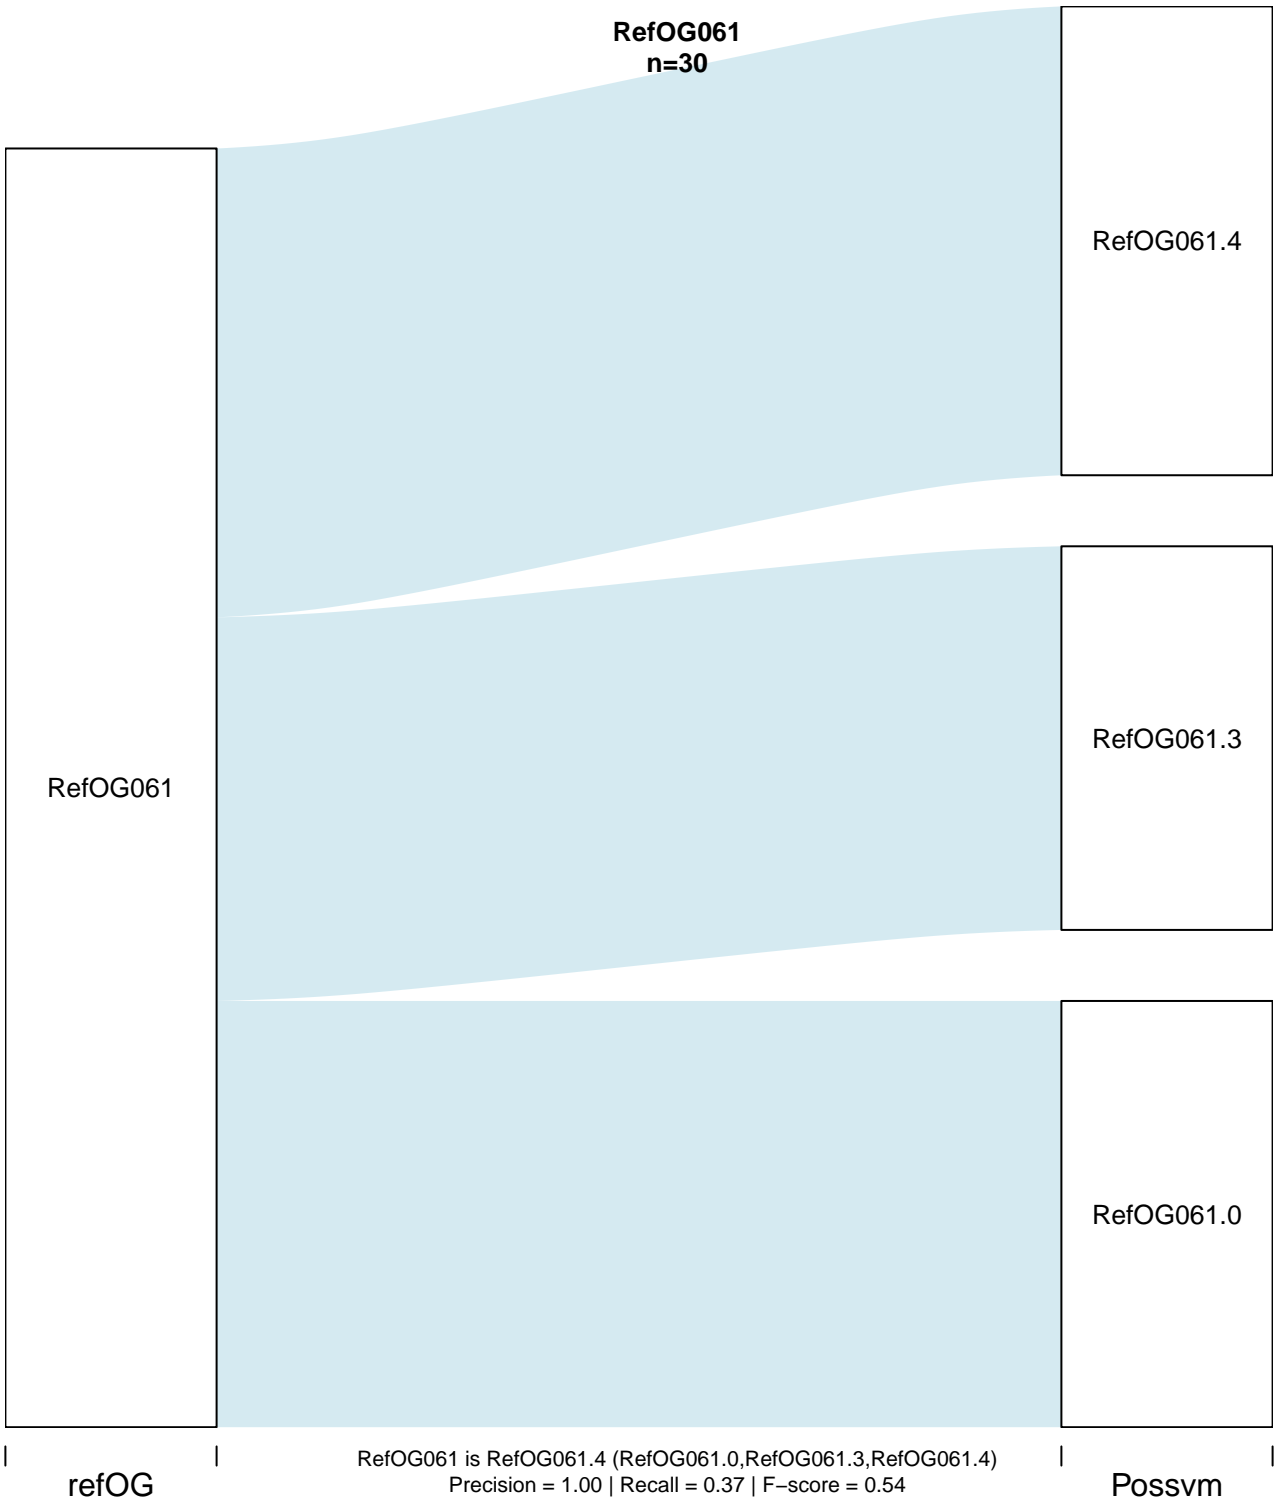 RefOG061
n=30
RefOG061.4
RefOG061.3
RefOG061
RefOG061.0
RefOG061 is RefOG061.4 (RefOG061.0,RefOG061.3,RefOG061.4)
Precision = 1.00 | Recall = 0.37 | F−score = 0.54
refOG
Possvm